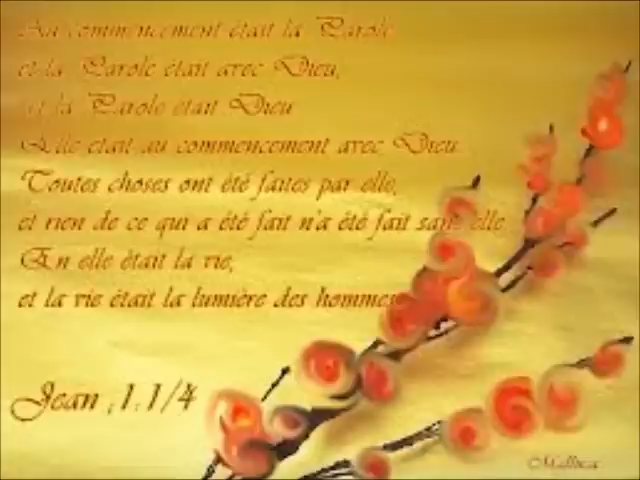 Au commencement était la Parole
et la Parole était avec Dieu,
et la Parole était Dieu
Elle etait au commencement avec Dieu.
Toutes choses ont été faites par elle,
et rien de ce qui a été fait n'a été fait sans elle
En elle était la vie,
et la vie était la lumière des hommes
Jean ;1:1/4